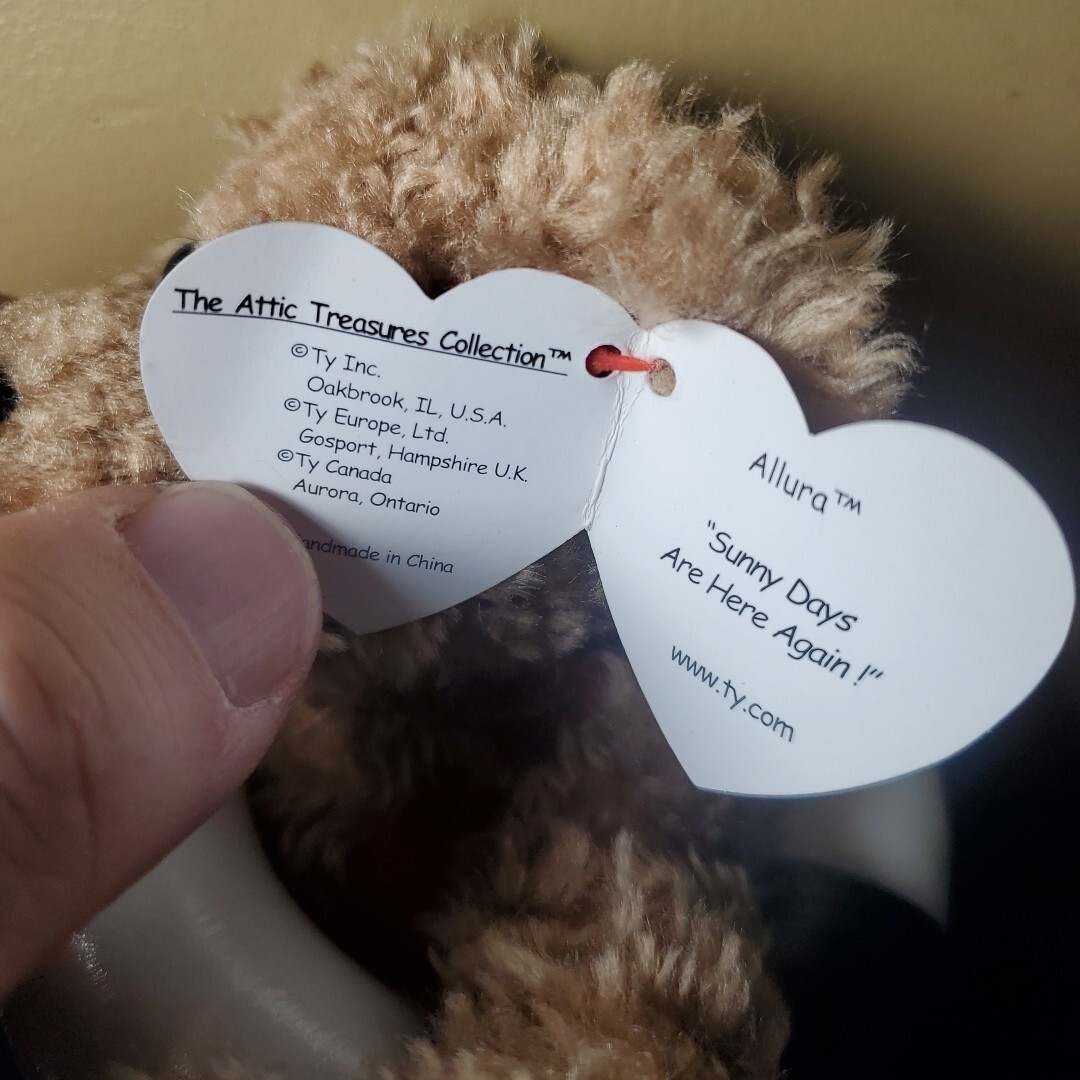 The Attic Treasures Collection™
©Ty Inc.
Oakbrook, IL, U.S.A.
©Ty Europe, Ltd.
Gosport, Hampshire U.K.
©Ty Canada
Aurora, Ontario
andmade in China
Allura™
"Sunny Days
Are Here Again !"
www.ty.com